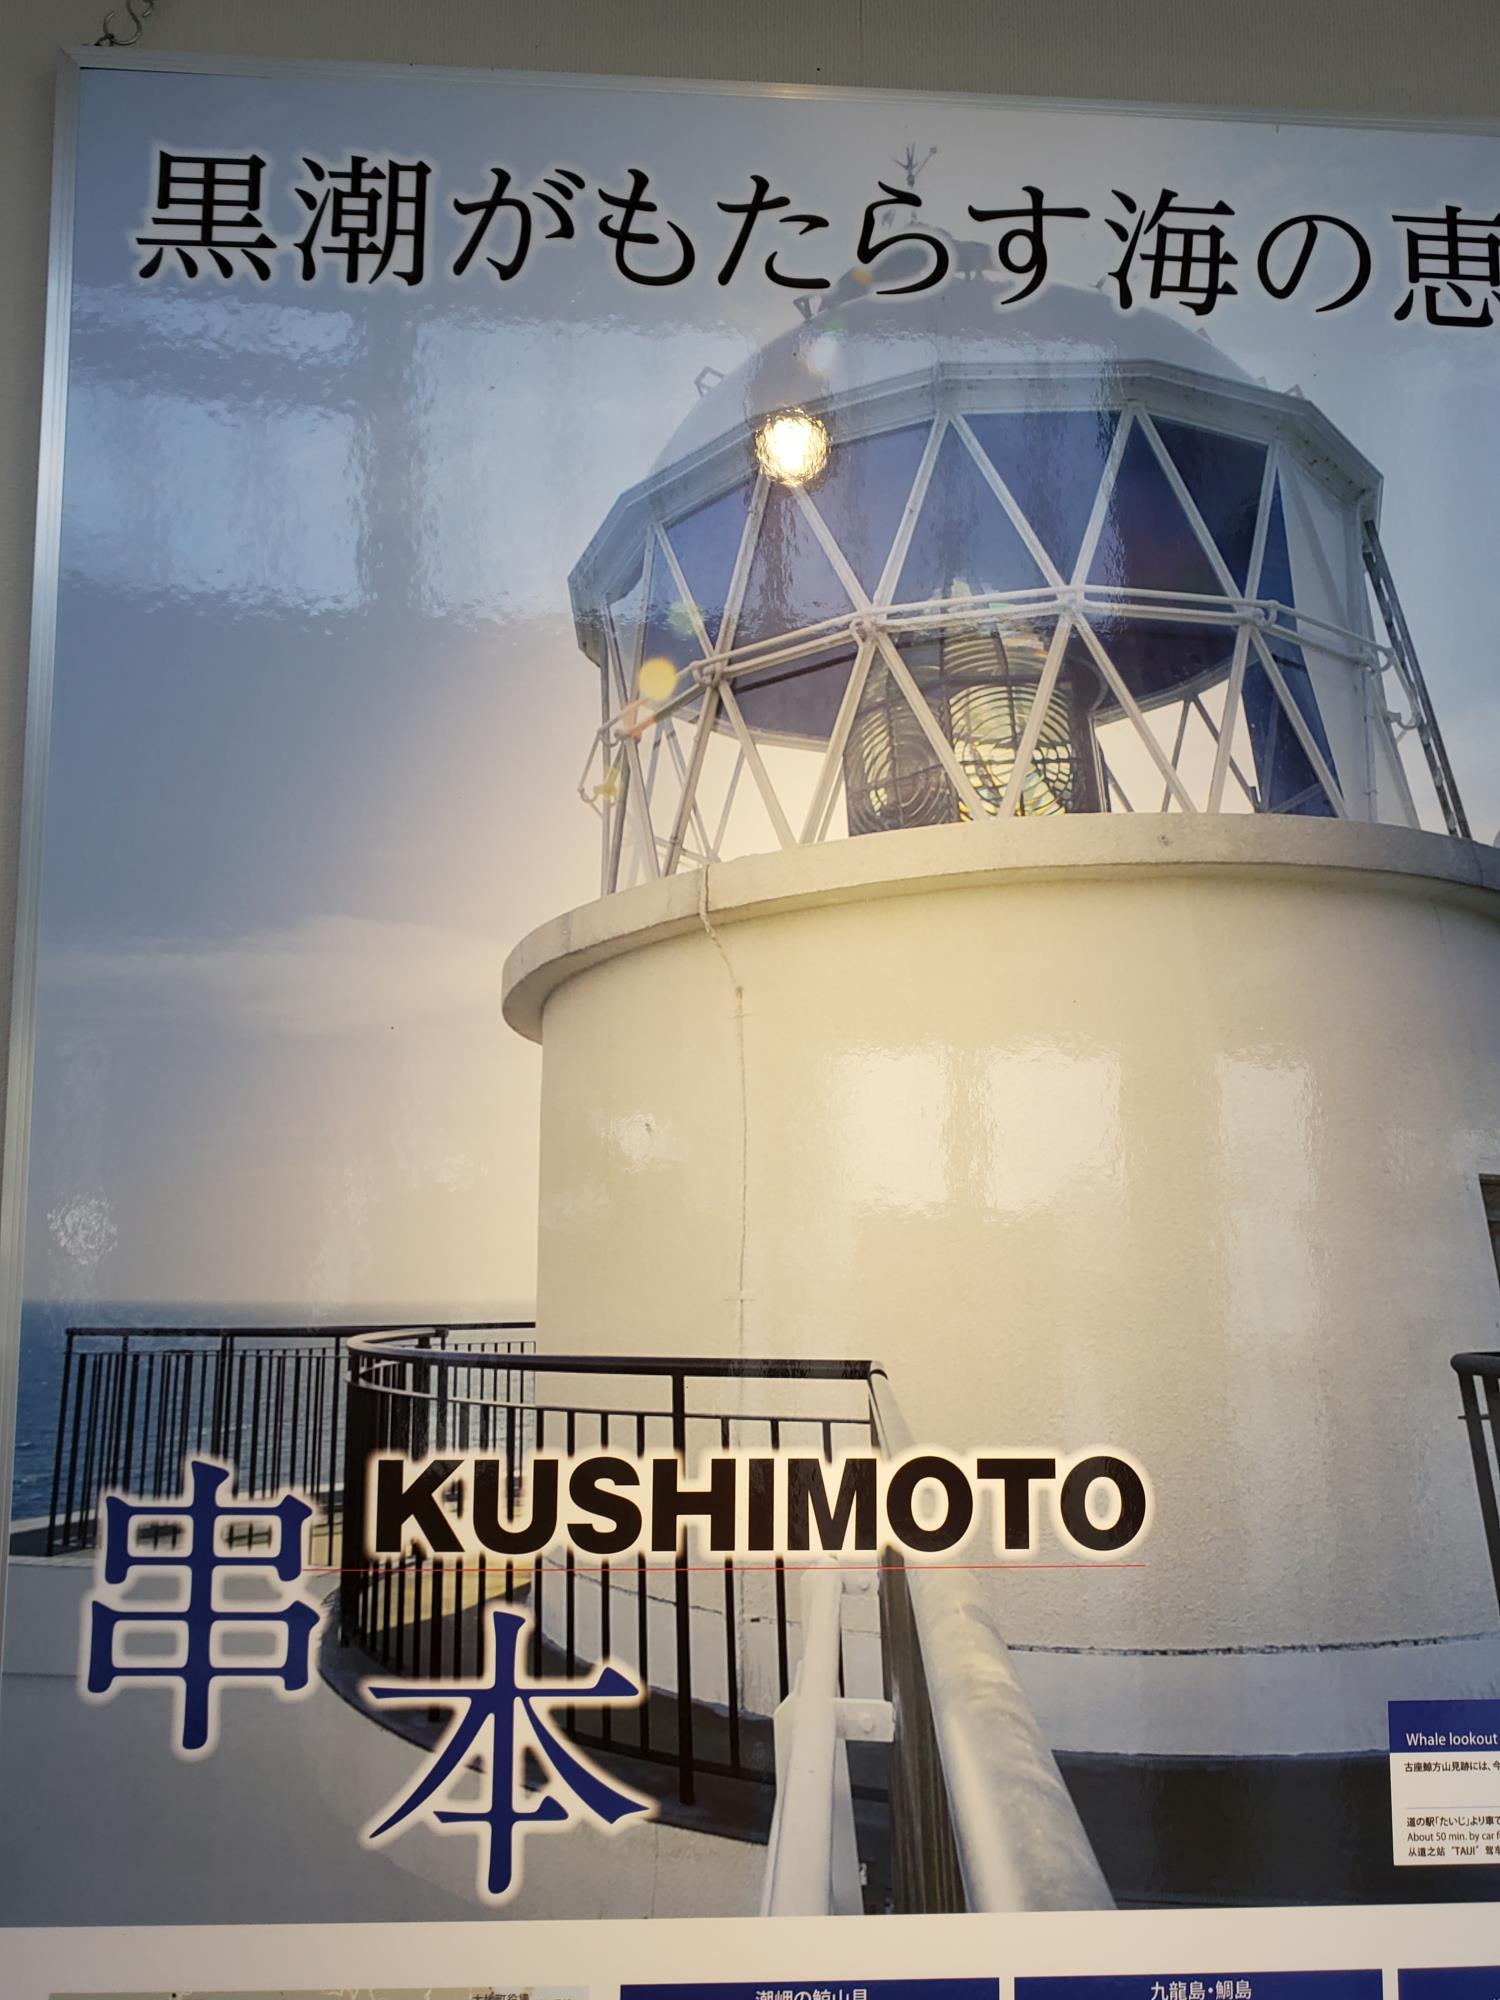 黒潮がもたらす海の恵
KUSHIMOTO
串本
Whale lookout
古座鯨方山見跡には、今
道の駅「たいじ」より車で
About 50 min. by car f
从道之站 "TAIJI" 驾车
潮岬の鯨山見
九龍島・鯛島